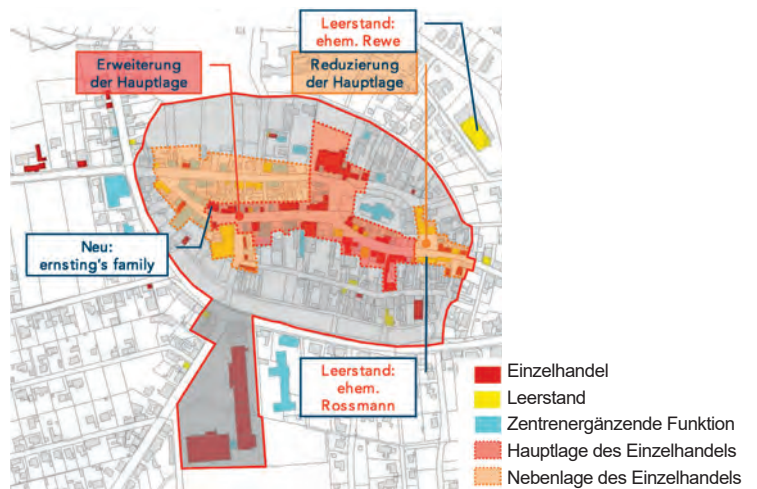 Leerstand:
ehem. Rewe
Erweiterung
der Hauptlage
Reduzierung
der Hauptlage
Neu:
ernsting's family
Leerstand:
ehem.
Rossmann
Einzelhandel
Leerstand
Zentrenergänzende Funktion
Hauptlage des Einzelhandels
Nebenlage des Einzelhandels